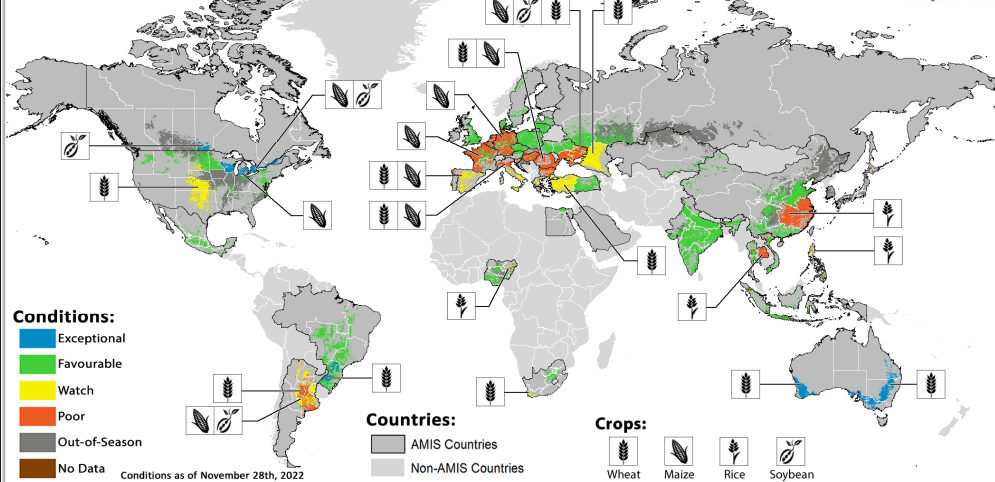 Conditions:
Exceptional
Favourable
Watch
Poor
Out-of-Season
No Data
Conditions as of November 28th, 2022
Countries:
AMIS Countries
Non-AMIS Countries
Crops:
Wheat
Maize
Rice
Soybean